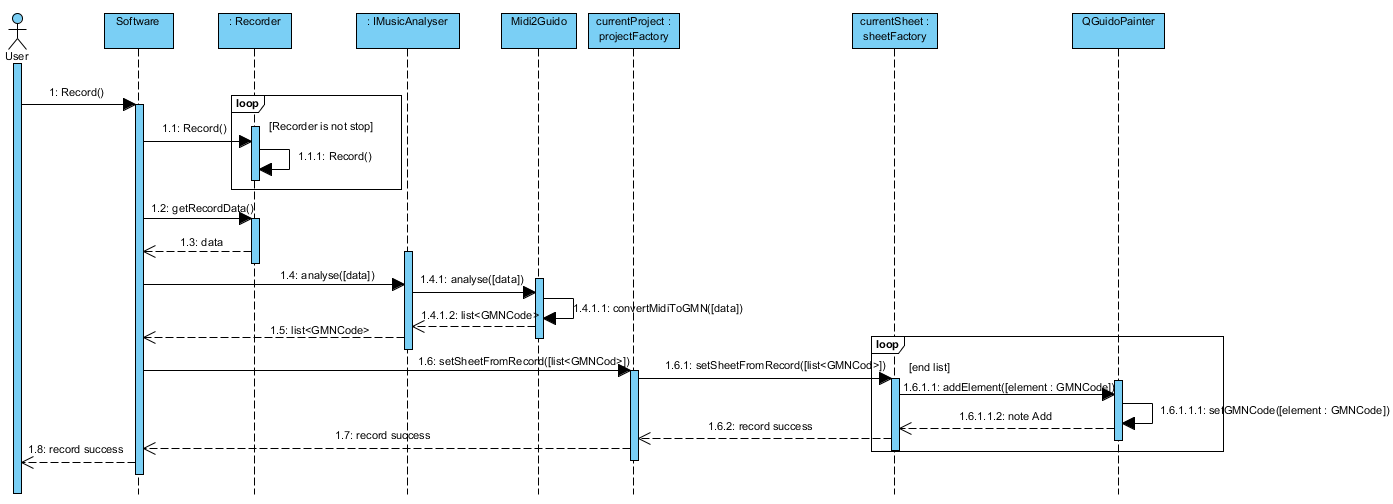 Software
: Recorder
: IMusicAnalyser
Midi2Guido
currentProject :
projectFactory
currentSheet :
sheetFactory
QGuidoPainter
User
1: Record()
loop
1.1: Record()
[Recorder is not stop]
1.1.1: Record()
1.2: getRecordData()
1.3: data
1.4: analyse([data])
1.4.1: analyse([data])
1.4.1.1: convertMidiToGMN([data])
1.4.1.2: list<GMNCode>
1.5: list<GMNCode>
loop
1.6: setSheetFromRecord([list<GMNCod>])
1.6.1: setSheetFromRecord([list<GMNCod>])
[end list]
1.6.1.1: addElement([element : GMNCode])
1.6.1.1.1: setGMNCode([element : GMNCode])
1.6.1.1.2: note Add
1.6.2: record success
1.7: record success
1.8: record success